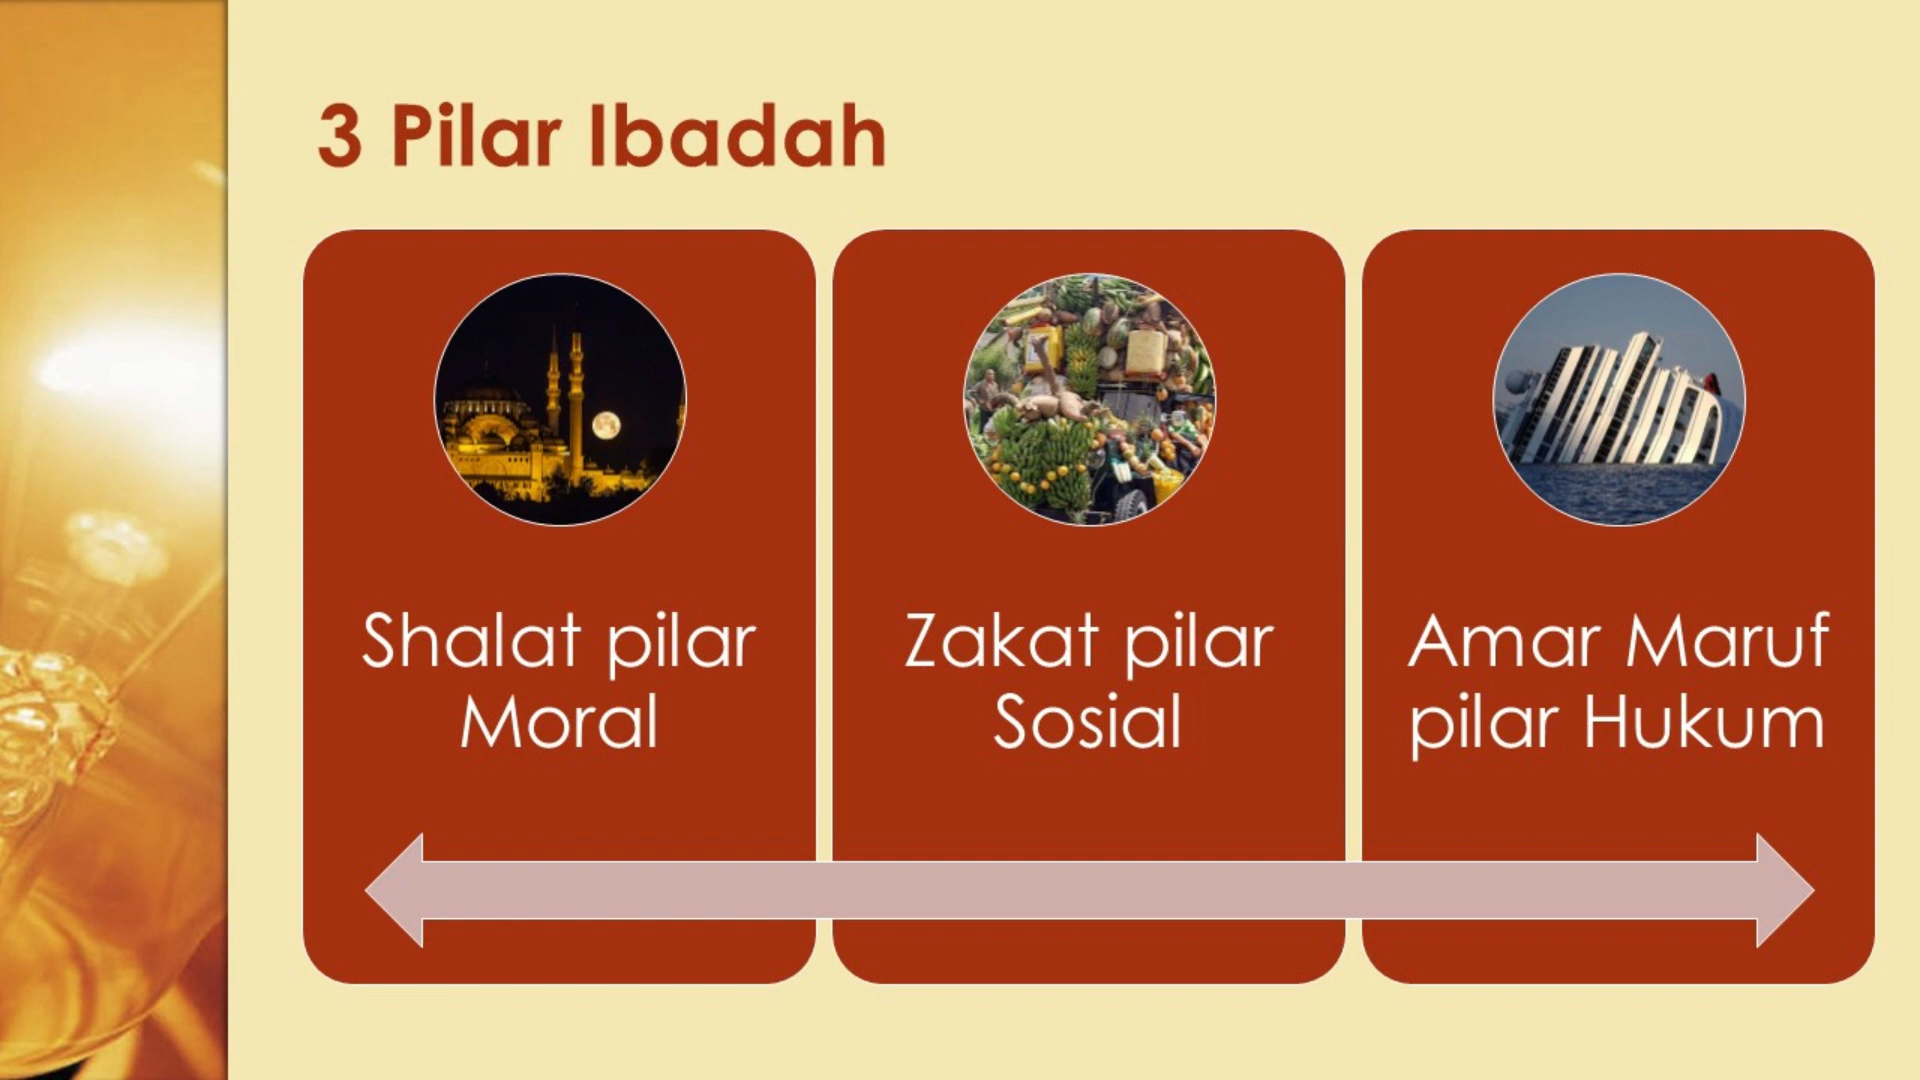 3 Pilar Ibadah
Shalat pilar
Moral
Zakat pilar
Sosial
Amar Maruf
pilar Hukum